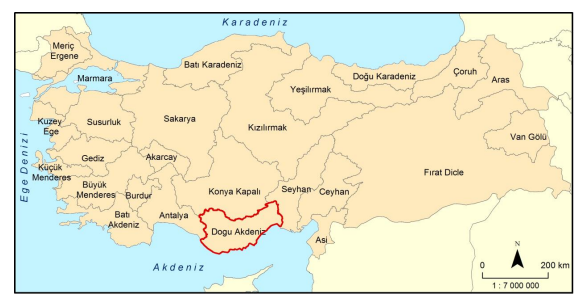 Karadeniz
Meriç
Ergene
Marmara
Batı Karadeniz
Doğu Karadeniz
Çoruh
Aras
Yeşilırmak
Kuzey
Ege
Susurluk
Sakarya
Kızılırmak
Van Gölü
Ege Denizi
Gediz
Akarcay
Küçük
Menderes
Fırat Dicle
Büyük
Menderes
Burdur
Konya Kapalı
Seyhan
Ceyhan
Batı
Akdeniz
Antalya
Dogu Akdeniz
Asi
Akdeniz
N
0 200 km
1 : 7 000 000